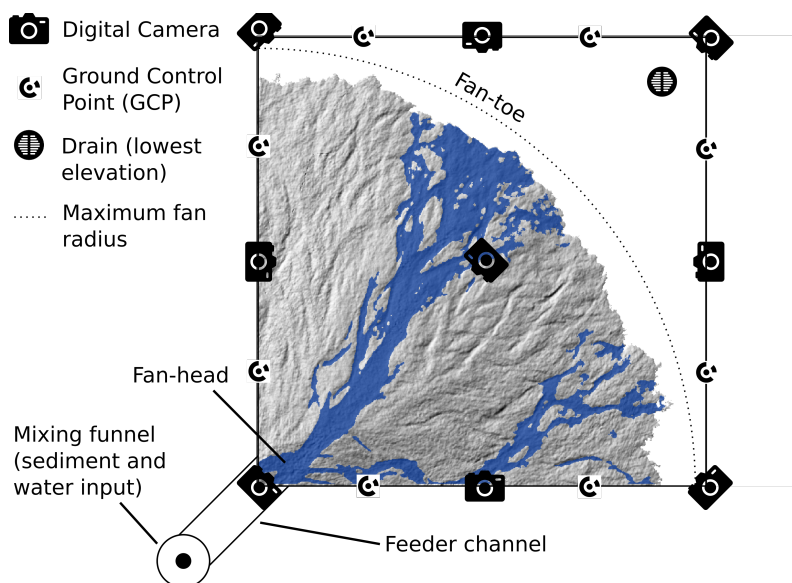 Digital Camera
Ground Control
Point (GCP)
Drain (lowest
elevation)
Maximum fan
radius
Fan-toe
Fan-head
Mixing funnel
(sediment and
water input)
Feeder channel